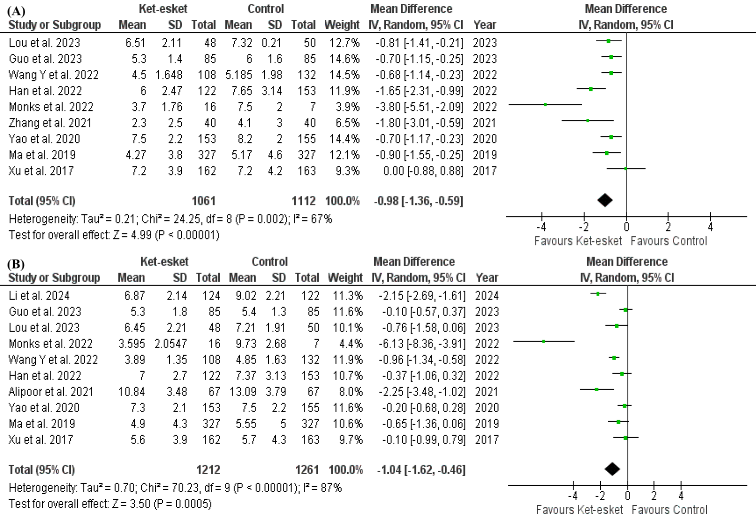 (A) Ket-esket Control Mean Difference Mean Difference
Study or Subgroup Mean SD Total Mean SD Total Weight IV, Random, 95% CI Year IV, Random, 95% CI
Lou et al. 2023 6.51 2.11 48 7.32 0.21 50 12.7% -0.81 [-1.41, -0.21] 2023
Guo et al. 2023 5.3 1.4 85 6 1.6 85 14.7% -0.70 [-1.15, -0.25] 2023
Wang Y et al. 2022 4.5 1.648 108 5.185 1.98 132 14.6% -0.68 [-1.14, -0.23] 2022
Han et al. 2022 6 2.47 122 7.65 3.14 153 12.0% -1.65 [-2.31, -0.99] 2022
Monks et al. 2022 3.7 1.76 16 7.5 2 7 3.7% -3.80 [-5.51, -2.09] 2022
Zhang et al. 2021 2.3 2.5 40 4.1 3 40 6.4% -1.80 [-3.01, -0.59] 2021
Yao et al. 2020 7.5 2.2 153 8.2 2 155 14.4% -0.70 [-1.17, -0.23] 2020
Ma et al. 2019 4.27 3.8 327 5.17 4.6 327 12.1% -0.90 [-1.55, -0.25] 2019
Xu et al. 2017 7.2 3.9 162 7.2 4.2 163 9.3% 0.00 [-0.88, 0.88] 2017
Total (95% CI) 1061 1112 100.0% -0.98 [-1.36, -0.59]
Heterogeneity: Tau² = 0.21; Chi² = 24.25, df = 8 (P = 0.002); I² = 67%
Test for overall effect: Z = 4.99 (P < 0.00001)
-4 -2 0 2 4
Favours Ket-esket Favours Control
(B) Ket-esket Control Mean Difference Mean Difference
Study or Subgroup Mean SD Total Mean SD Total Weight IV, Random, 95% CI Year IV, Random, 95% CI
Li et al. 2024 6.87 2.14 124 9.02 2.21 122 11.3% -2.15 [-2.69, -1.61] 2024
Guo et al. 2023 5.3 1.8 85 5.4 1.3 85 11.5% -0.10 [-0.57, 0.37] 2023
Lou et al. 2023 6.45 2.21 48 7.21 1.91 50 10.1% -0.76 [-1.58, 0.06] 2023
Monks et al. 2022 3.595 2.0547 16 9.73 2.68 7 4.4% -6.13 [-8.36, -3.91] 2022
Wang Y et al. 2022 3.89 1.35 108 4.85 1.63 132 11.8% -0.96 [-1.34, -0.58] 2022
Han et al. 2022 7 2.7 122 7.37 3.13 153 10.7% -0.37 [-1.06, 0.32] 2022
Alipoor et al. 2021 10.84 3.48 67 13.09 3.79 67 8.3% -2.25 [-3.48, -1.02] 2021
Yao et al. 2020 7.3 2.1 153 7.5 2.2 155 11.5% -0.20 [-0.68, 0.28] 2020
Ma et al. 2019 4.9 4.3 327 5.55 5 327 10.6% -0.65 [-1.36, 0.06] 2019
Xu et al. 2017 5.6 3.9 162 5.7 4.3 163 9.9% -0.10 [-0.99, 0.79] 2017
Total (95% CI) 1212 1261 100.0% -1.04 [-1.62, -0.46]
Heterogeneity: Tau² = 0.70; Chi² = 70.23, df = 9 (P < 0.00001); I² = 87%
Test for overall effect: Z = 3.50 (P = 0.0005)
-4 -2 0 2 4
Favours Ket-esket Favours Control